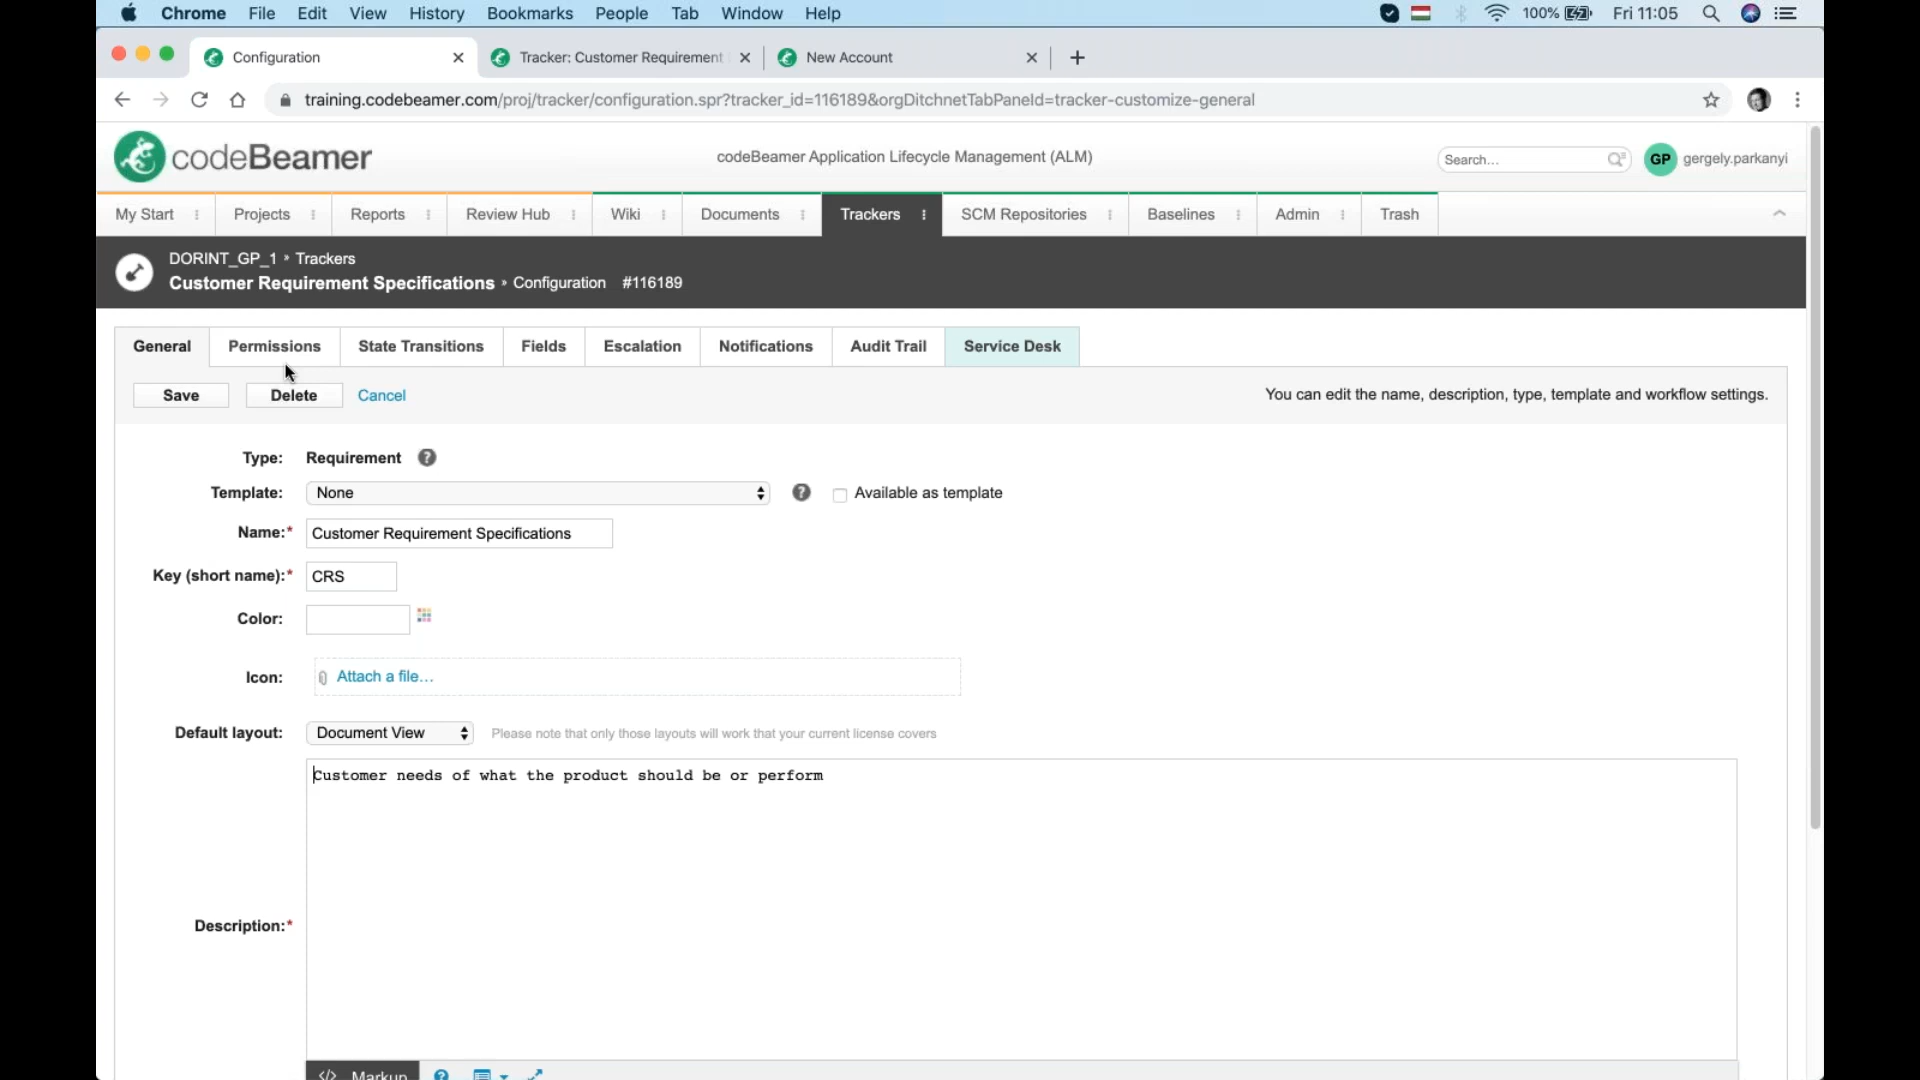 Chrome File Edit View History Bookmarks People Tab Window Help 100% Fri 11:05
Configuration Tracker: Customer Requirement New Account
training.codebeamer.com/proj/tracker/configuration.spr?tracker_id=116189&orgDitchnetTabPaneId=tracker-customize-general
codeBeamer codeBeamer Application Lifecycle Management (ALM) Search... GP gergely.parkanyi
My Start Projects Reports Review Hub Wiki Documents Trackers SCM Repositories Baselines Admin Trash
DORINT_GP_1 » Trackers
Customer Requirement Specifications » Configuration #116189
General Permissions State Transitions Fields Escalation Notifications Audit Trail Service Desk
Save Delete Cancel You can edit the name, description, type, template and workflow settings.
Type: Requirement ?
Template: None ? Available as template
Name:* Customer Requirement Specifications
Key (short name):* CRS
Color:
Icon: Attach a file...
Default layout: Document View Please note that only those layouts will work that your current license covers
Customer needs of what the product should be or perform
Description:*
</> Markup ?